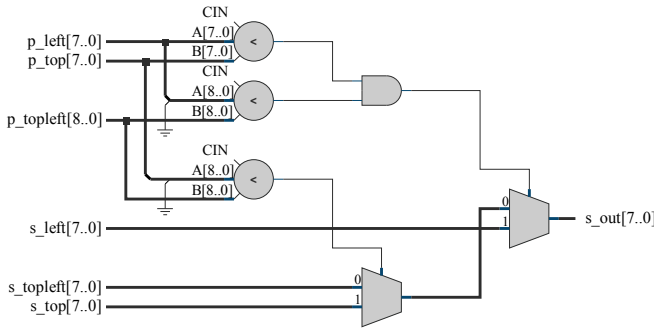 CIN
p_left[7..0]
A[7..0]
<
p_top[7..0]
B[7..0]
CIN
A[8..0]
<
p_topleft[8..0]
B[8..0]
CIN
A[8..0]
<
B[8..0]
0
s_out[7..0]
s_left[7..0]
1
s_topleft[7..0]
0
s_top[7..0]
1